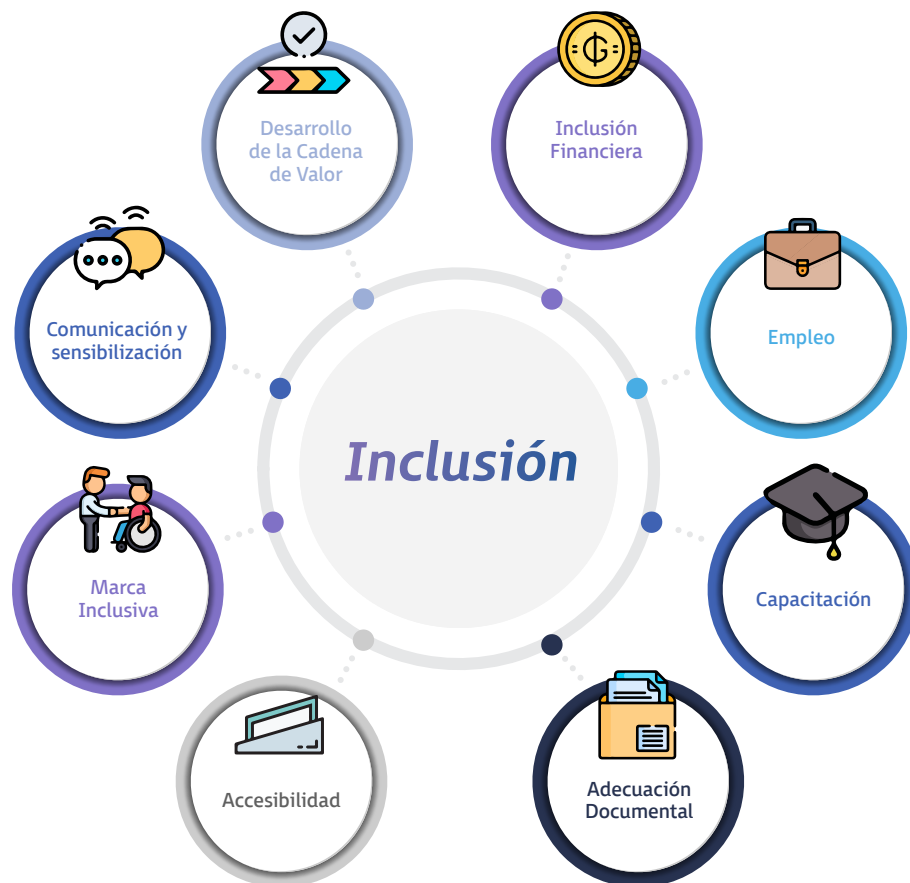 Desarrollo
de la Cadena
de Valor
Inclusión
Financiera
Comunicación y
sensibilización
Empleo
Inclusión
Marca
Inclusiva
Capacitación
Accesibilidad
Adecuación
Documental